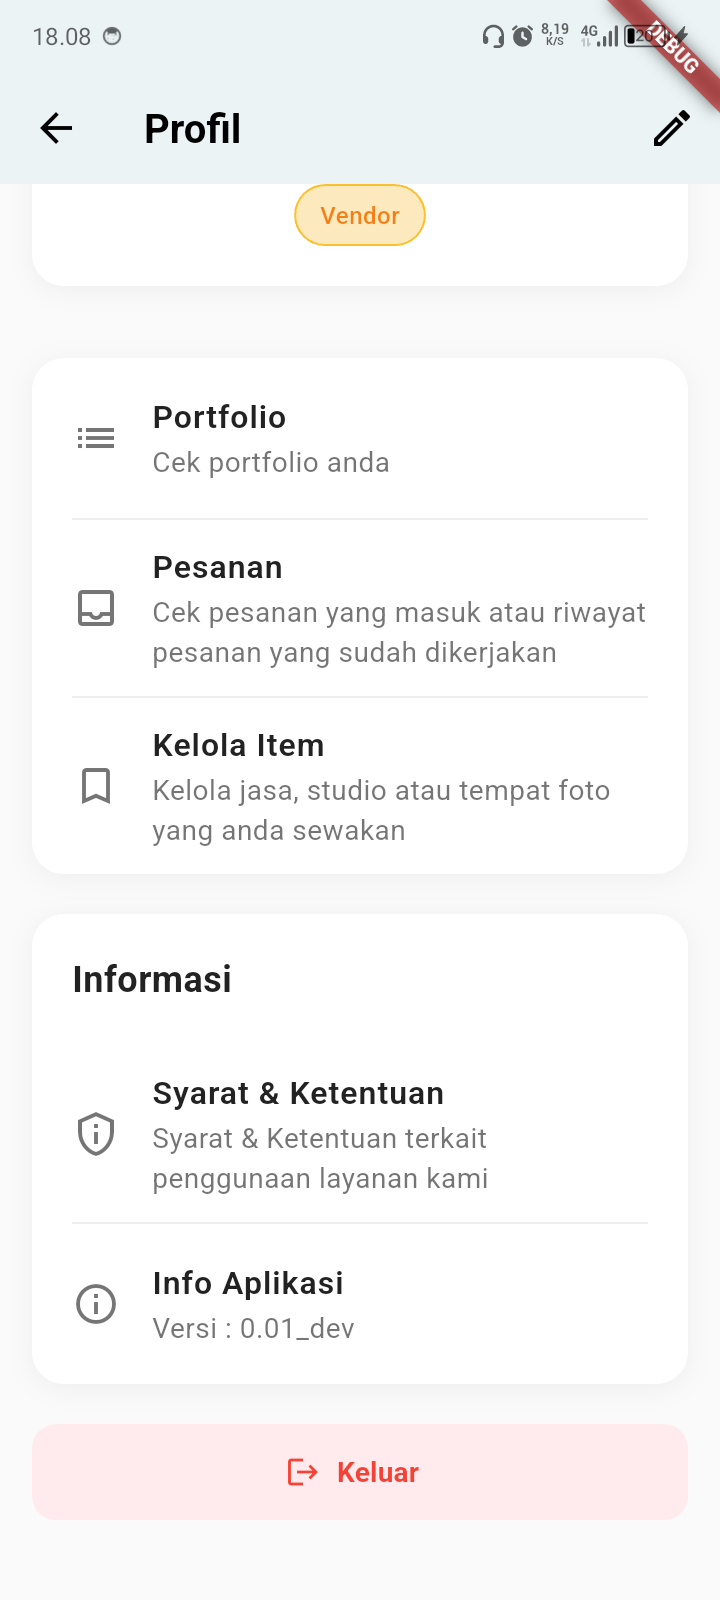 18.08
8,19
K/S
4G
DEBUG
Profil
Vendor
Portfolio
Cek portfolio anda
Pesanan
Cek pesanan yang masuk atau riwayat
pesanan yang sudah dikerjakan
Kelola Item
Kelola jasa, studio atau tempat foto
yang anda sewakan
Informasi
Syarat & Ketentuan
Syarat & Ketentuan terkait
penggunaan layanan kami
Info Aplikasi
Versi : 0.01_dev
Keluar